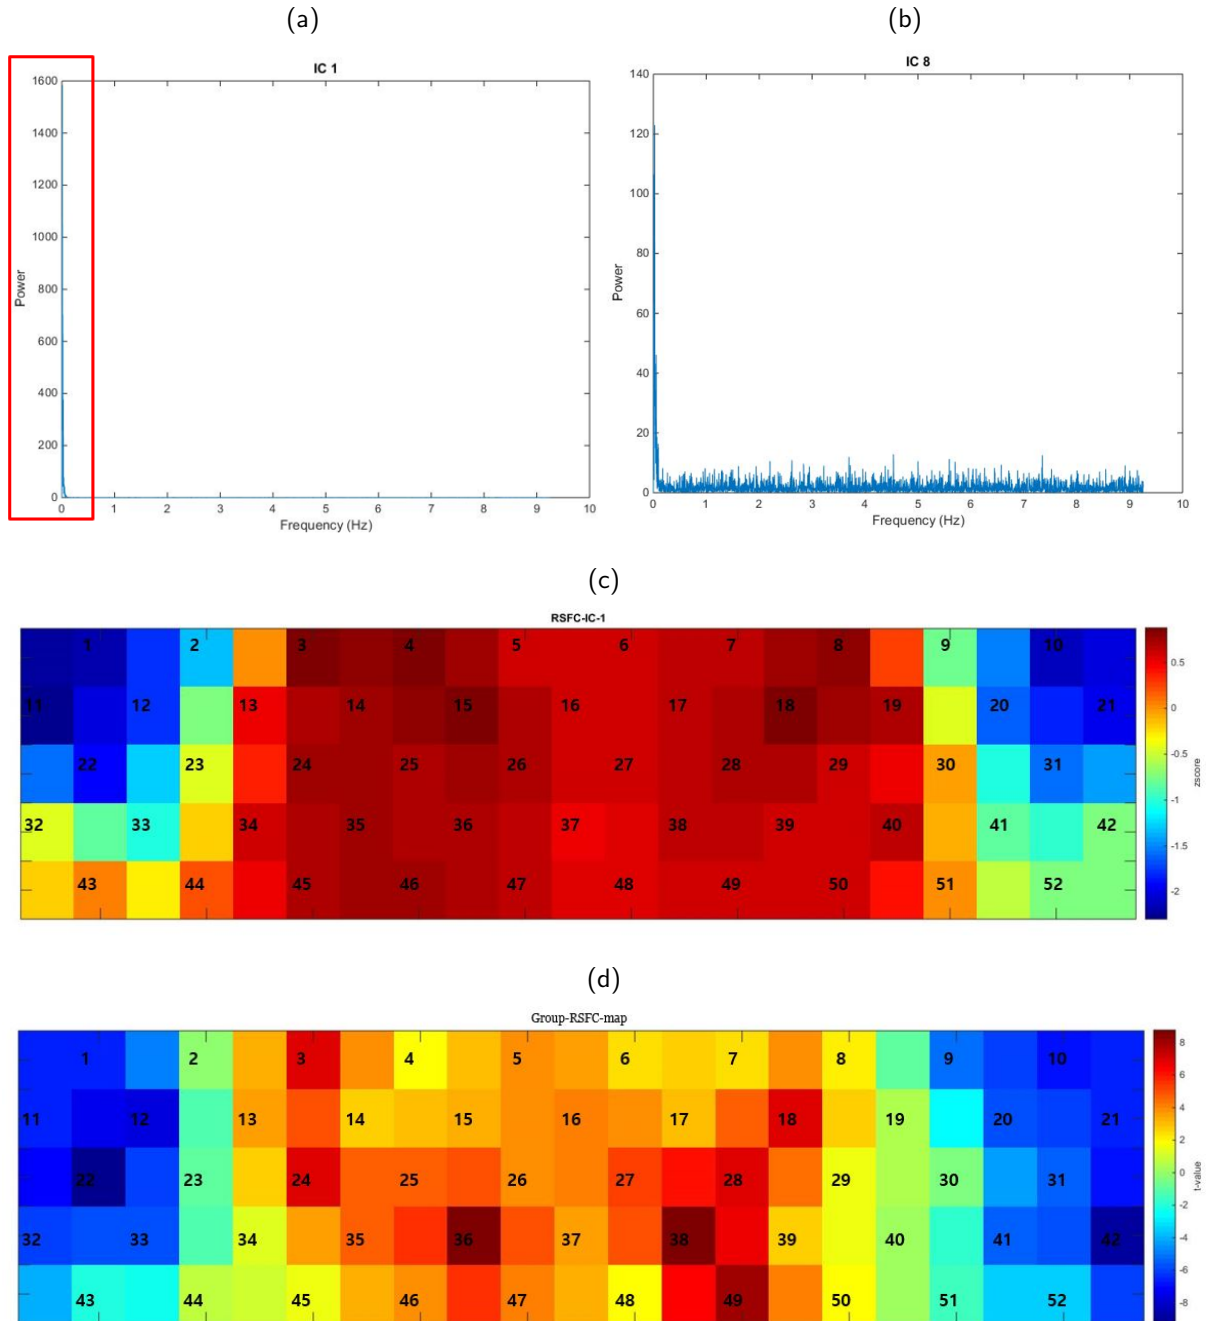 (a) (b)
IC 1
1600
1400
1200
1000
800
600
400
200
0
Power
0 1 2 3 4 5 6 7 8 9 10
Frequency (Hz)
IC 8
140
120
100
80
60
40
20
0
Power
0 1 2 3 4 5 6 7 8 9 10
Frequency (Hz)
(c)
RSFC-IC-1
1 2 3 4 5 6 7 8 9 10
11 12 13 14 15 16 17 18 19 20 21
22 23 24 25 26 27 28 29 30 31
32 33 34 35 36 37 38 39 40 41 42
43 44 45 46 47 48 49 50 51 52
0.5
0
-0.5
-1
-1.5
-2
zscore
(d)
Group-RSFC-map
1 2 3 4 5 6 7 8 9 10
11 12 13 14 15 16 17 18 19 20 21
22 23 24 25 26 27 28 29 30 31
32 33 34 35 36 37 38 39 40 41 42
43 44 45 46 47 48 49 50 51 52
8
6
4
2
0
-2
-4
-6
-8
t-value